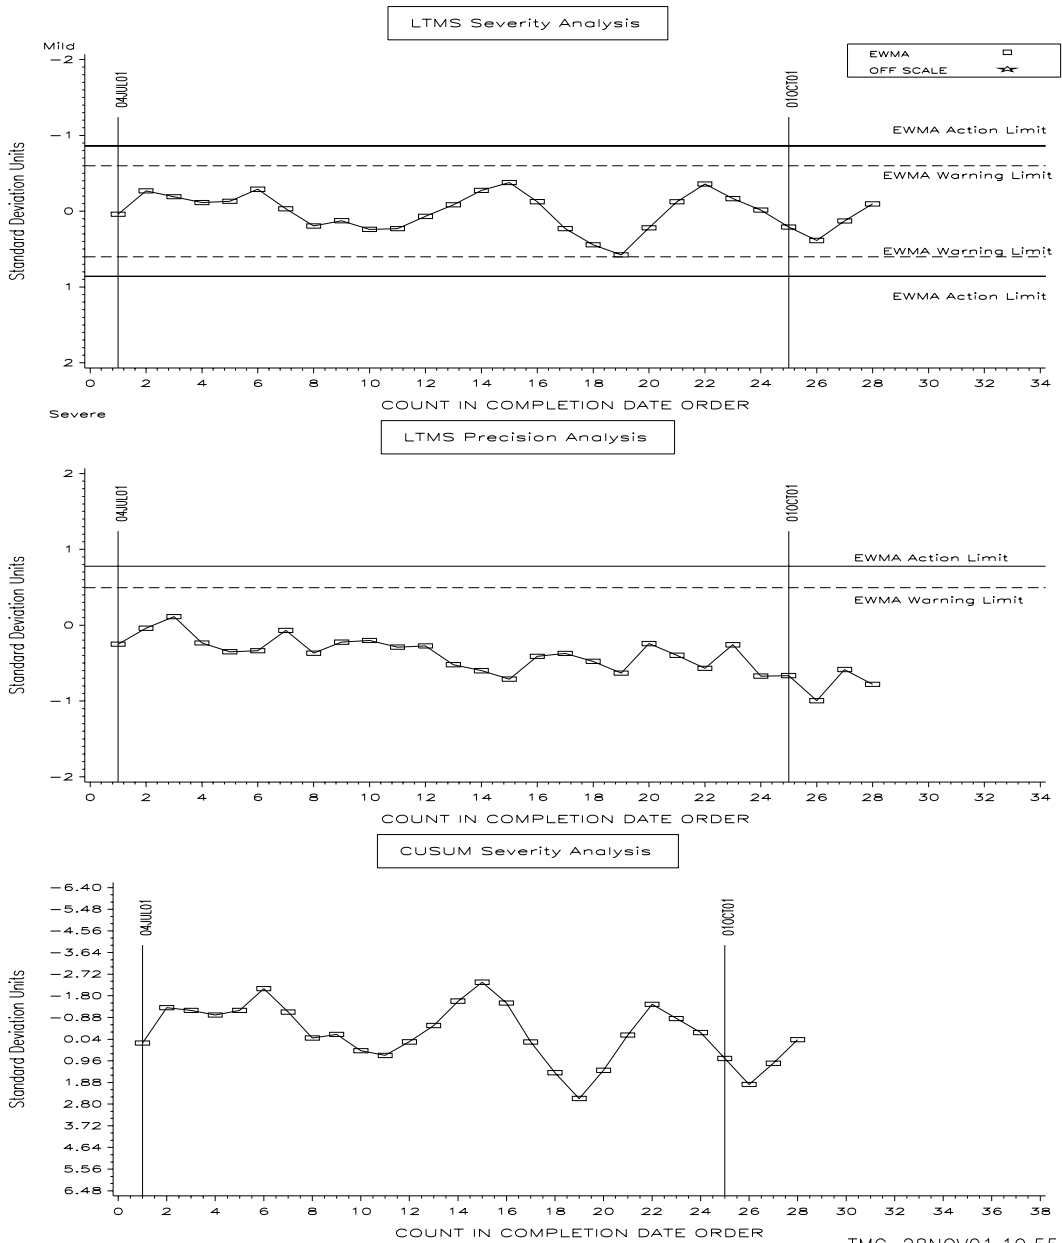 LTMS Severity Analysis
Mild
EWMA
OFF SCALE
-2
-1
0
1
2
Standard Deviation Units
04JUL01
01OCT01
EWMA Action Limit
EWMA Warning Limit
EWMA Warning Limit
EWMA Action Limit
0 2 4 6 8 10 12 14 16 18 20 22 24 26 28 30 32 34
COUNT IN COMPLETION DATE ORDER
Severe
LTMS Precision Analysis
2
1
0
-1
-2
Standard Deviation Units
04JUL01
01OCT01
EWMA Action Limit
EWMA Warning Limit
0 2 4 6 8 10 12 14 16 18 20 22 24 26 28 30 32 34
COUNT IN COMPLETION DATE ORDER
CUSUM Severity Analysis
-6.40
-5.48
-4.56
-3.64
-2.72
-1.80
-0.88
0.04
0.96
1.88
2.80
3.72
4.64
5.56
6.48
Standard Deviation Units
04JUL01
01OCT01
0 2 4 6 8 10 12 14 16 18 20 22 24 26 28 30 32 34 36 38
COUNT IN COMPLETION DATE ORDER